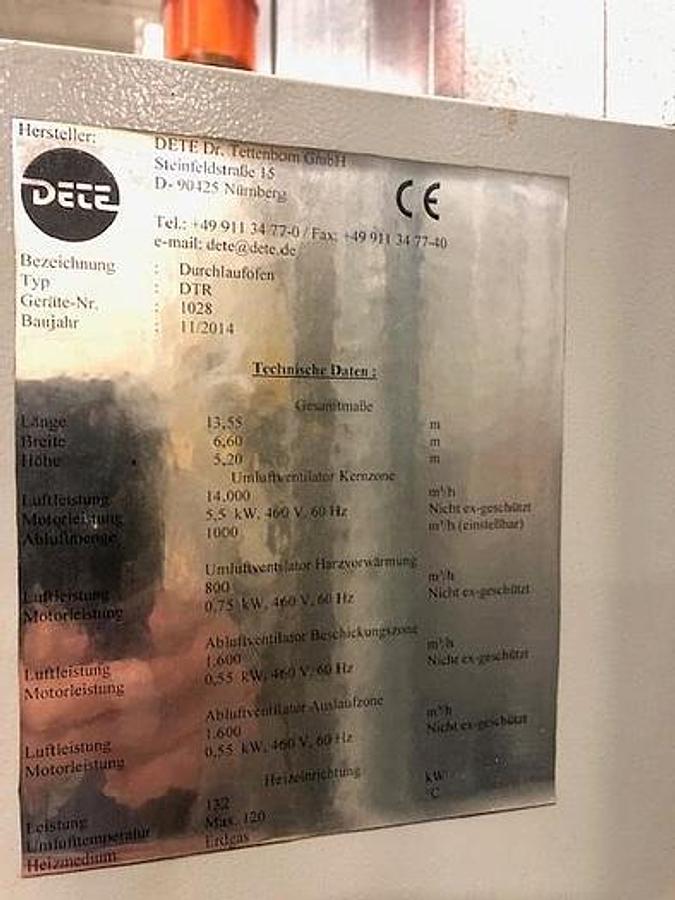 Hersteller:
DETE Dr. Tettenborn GmbH
Steinfeldstraße 15
D- 90425 Nürnberg
DETE
CE
Tel.: +49 911 34 77-0 / Fax: +49 911 34 77-40
e-mail: dete@dete.de
Bezeichnung : Durchlaufofen
Typ : DTR
Geräte-Nr. : 1028
Baujahr : 11/2014
Technische Daten :
Gesamtmaße
Länge 13,55 m
Breite 6,60 m
Höhe 5,20 m
Umluftventilator Kernzone
Luftleistung 14.000 m³/h
Motorleistung 5,5 kW, 460 V, 60 Hz Nicht ex-geschützt
Abluftmenge 1000 m³/h (einstellbar)
Umluftventilator Harzvorwärmung
Luftleistung 800 m³/h
Motorleistung 0,75 kW, 460 V, 60 Hz Nicht ex-geschützt
Abluftventilator Beschickungszone
Luftleistung 1.600 m³/h
Motorleistung 0,55 kW, 460 V, 60 Hz Nicht ex-geschützt
Abluftventilator Auslaufzone
Luftleistung 1.600 m³/h
Motorleistung 0,55 kW, 460 V, 60 Hz Nicht ex-geschützt
Heizeinrichtung
Leistung 132 kW
Umlufttemperatur Max. 120 °C
Heizmedium Erdgas